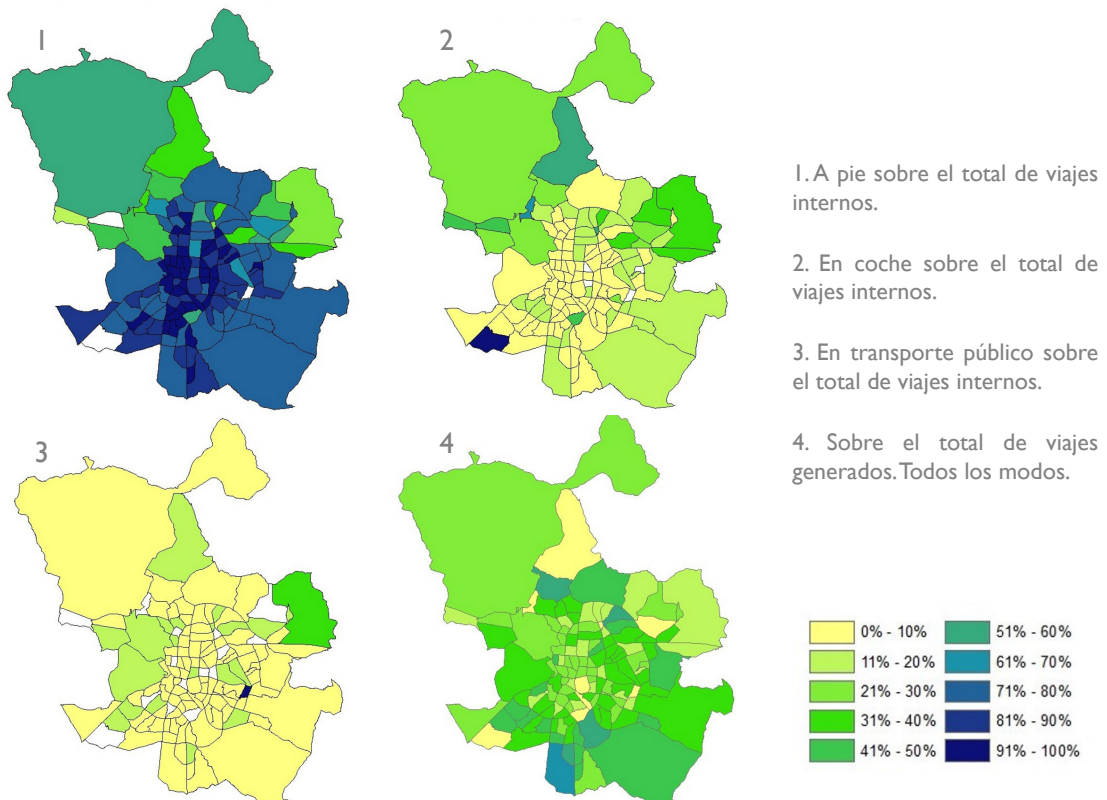 1
2
1. A pie sobre el total de viajes
internos.
2. En coche sobre el total de
viajes internos.
3. En transporte público sobre
el total de viajes internos.
3
4
4. Sobre el total de viajes
generados. Todos los modos.
0% - 10%
11% - 20%
21% - 30%
31% - 40%
41% - 50%
51% - 60%
61% - 70%
71% - 80%
81% - 90%
91% - 100%